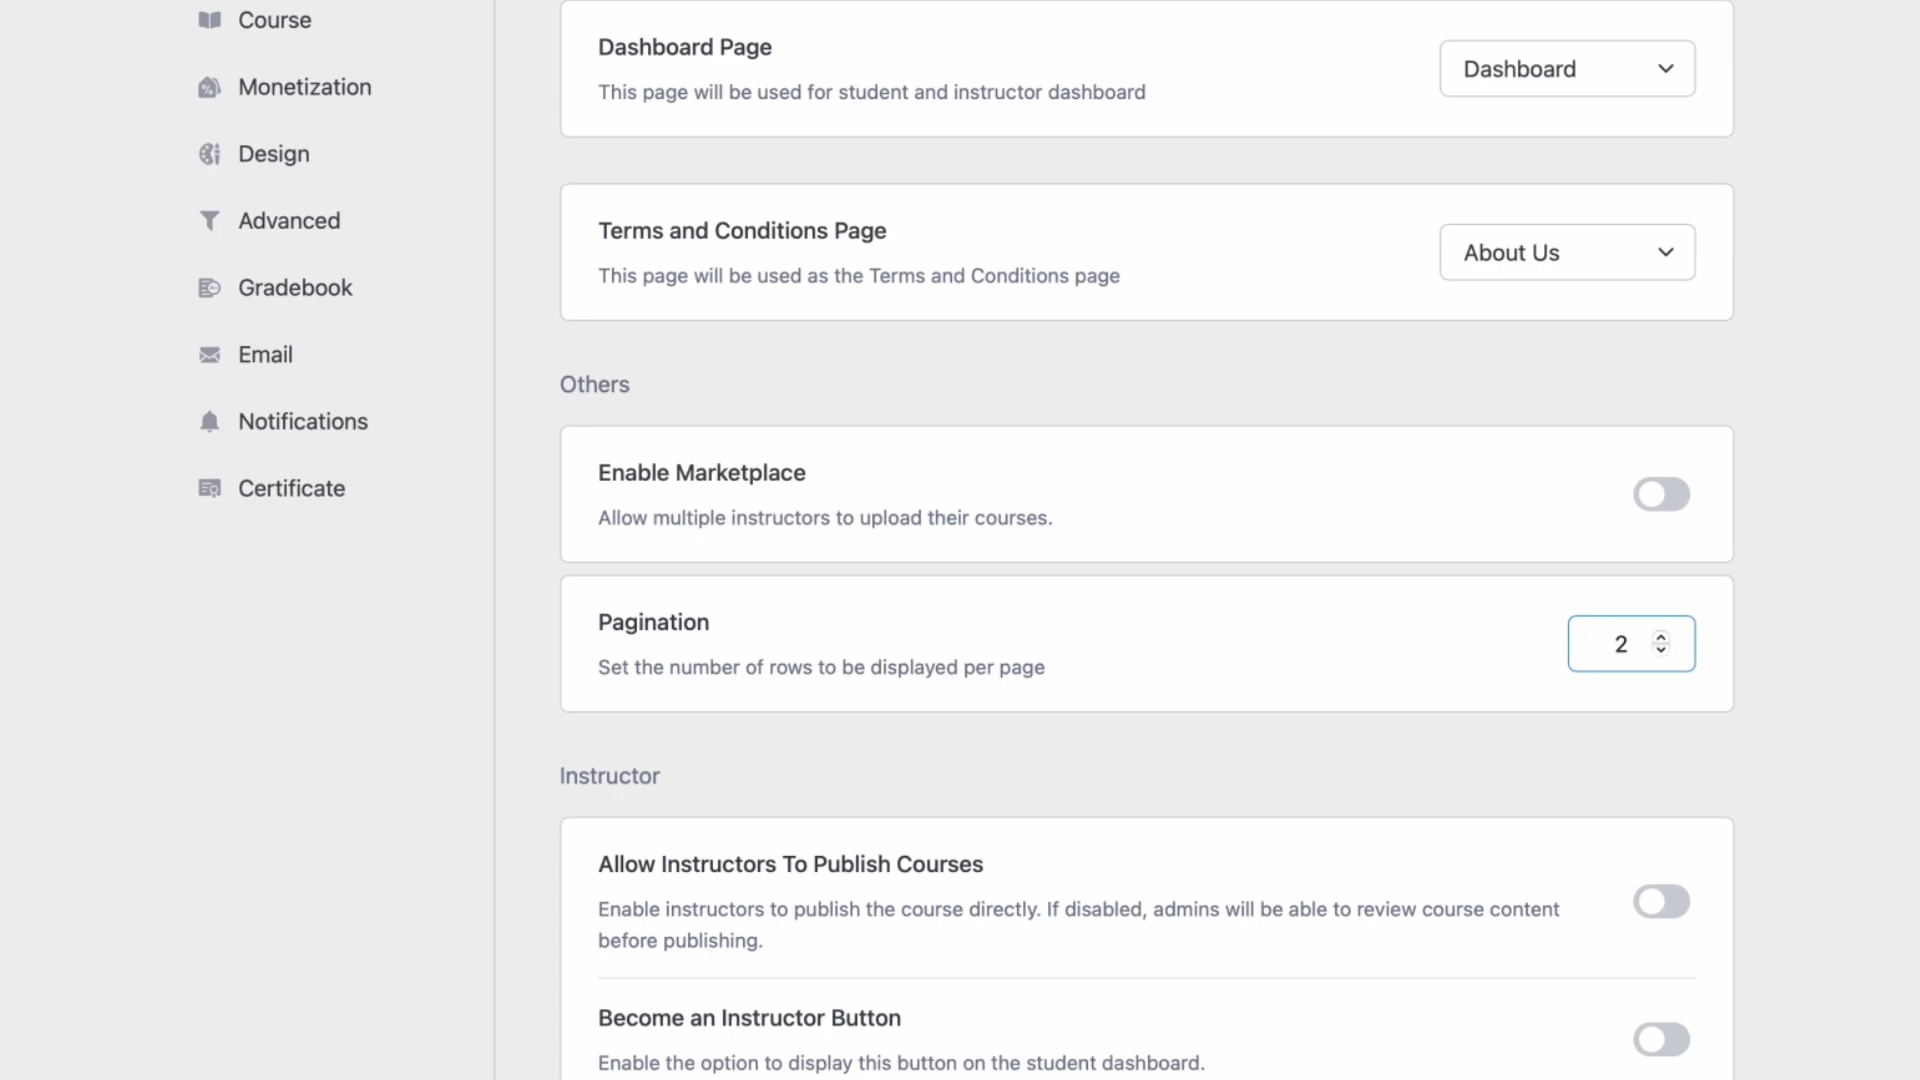 Course
Monetization
Design
Advanced
Gradebook
Email
Notifications
Certificate
Dashboard Page
This page will be used for student and instructor dashboard
Dashboard
Terms and Conditions Page
This page will be used as the Terms and Conditions page
About Us
Others
Enable Marketplace
Allow multiple instructors to upload their courses.
Pagination
Set the number of rows to be displayed per page
2
Instructor
Allow Instructors To Publish Courses
Enable instructors to publish the course directly. If disabled, admins will be able to review course content
before publishing.
Become an Instructor Button
Enable the option to display this button on the student dashboard.